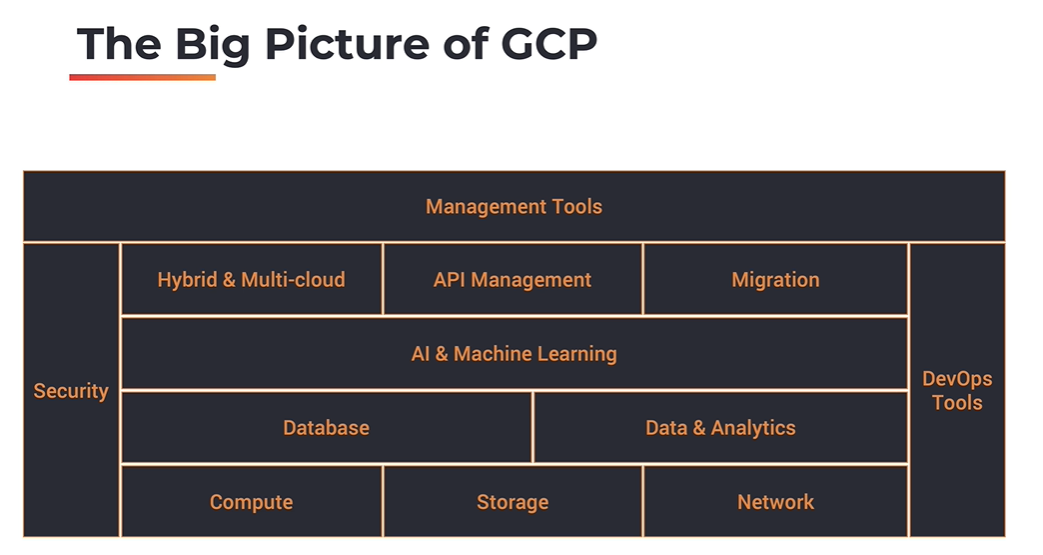 The Big Picture of GCP
Management Tools
Hybrid & Multi-cloud
API Management
Migration
AI & Machine Learning
Security
DevOps
Tools
Database
Data & Analytics
Compute
Storage
Network